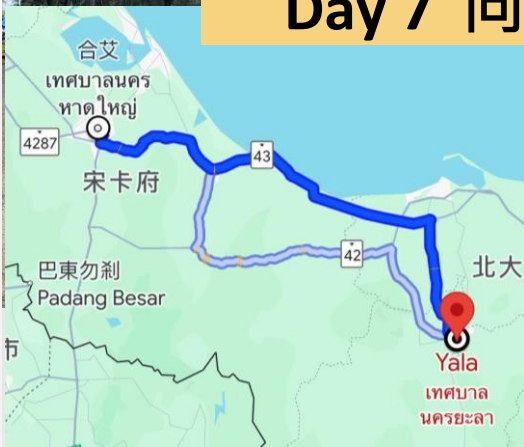 Day 7 向
合艾
เทศบาลนคร
หาดใหญ่
4287
43
宋卡府
42
巴東勿剎
Padang Besar
北大
市
Yala
เทศบาล
นครยะลา